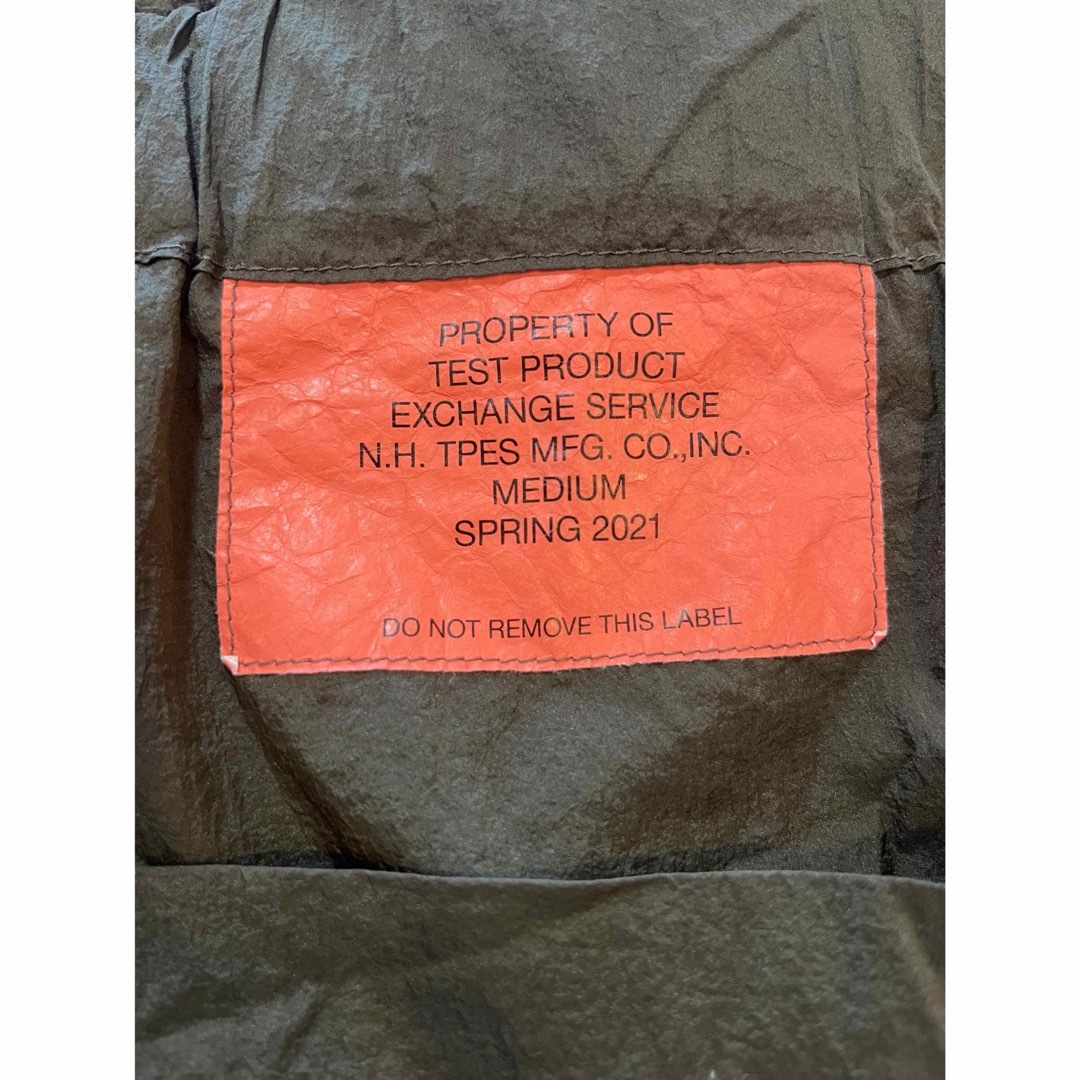 PROPERTY OF
TEST PRODUCT
EXCHANGE SERVICE
N.H. TPES MFG. CO.,INC.
MEDIUM
SPRING 2021
DO NOT REMOVE THIS LABEL